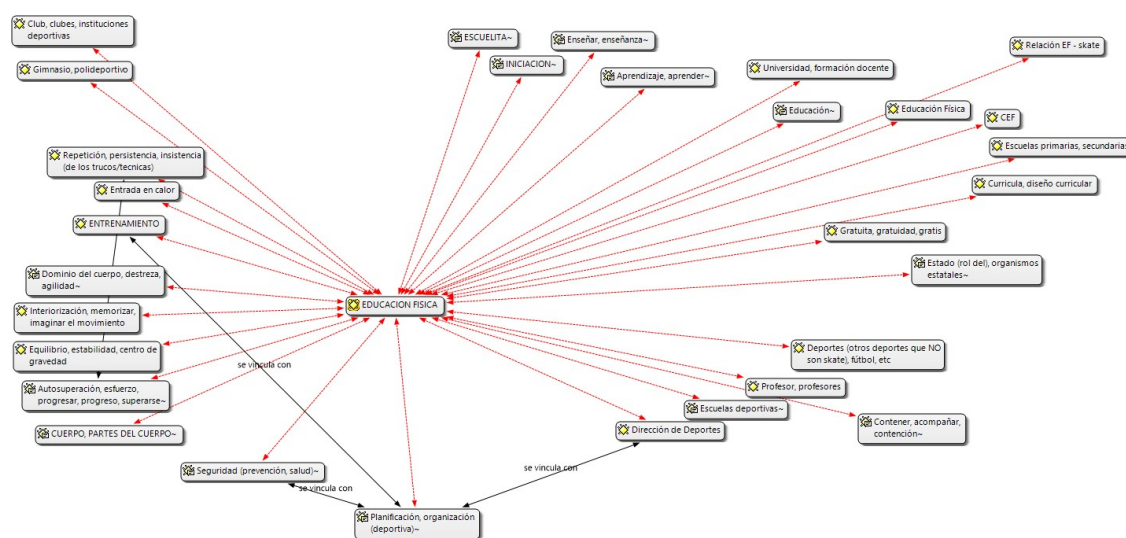 Club, clubes, instituciones
deportivas
Gimnasio, polideportivo
ESCUELITA~
INICIACION~
Enseñar, enseñanza~
Aprendizaje, aprender~
Relación EF - skate
Universidad, formación docente
Educación~
Educación Física
CEF
Escuelas primarias, secundarias
Curricula, diseño curricular
Repetición, persistencia, insistencia
(de los trucos/tecnicas)
Entrada en calor
ENTRENAMIENTO
Gratuita, gratuidad, gratis
Estado (rol del), organismos
estatales~
Dominio del cuerpo, destreza,
agilidad~
Interiorización, memorizar,
imaginar el movimiento
EDUCACION FISICA
Equilibrio, estabilidad, centro de
gravedad
se vincula con
Autosuperación, esfuerzo,
progresar, progreso, superarse~
CUERPO, PARTES DEL CUERPO~
Deportes (otros deportes que NO
son skate), fútbol, etc
Profesor, profesores
Escuelas deportivas~
Contener, acompañar,
contención~
Dirección de Deportes
Seguridad (prevención, salud)~
se vincula con
se vincula con
Planificación, organización
(deportiva)~